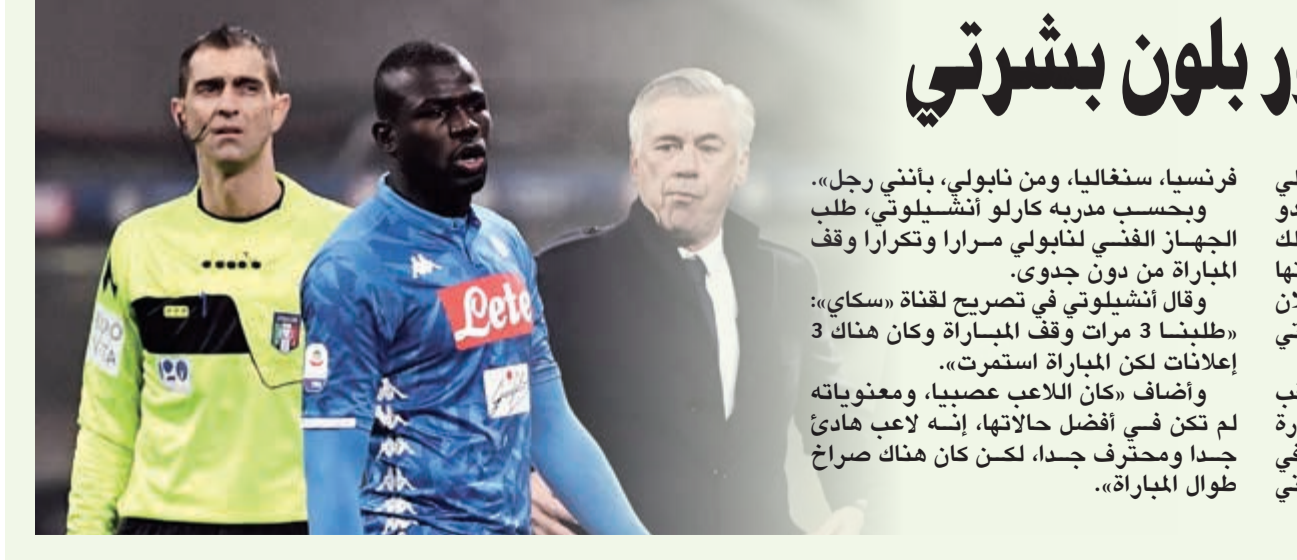 بلون بشرتي
فرنسيا، سنغاليا، ومن نابولي، بأنني رجل».
وبحسب مدربه كارلو أنشيلوتي، طلب
الجهاز الفني لنابولي مرارا وتكرارا وقف
المباراة من دون جدوى.
وقال أنشيلوتي في تصريح لقناة «سكاي»:
«طلبنا 3 مرات وقف المباراة وكان هناك 3
إعلانات لكن المباراة استمرت».
وأضاف «كان اللاعب عصبيا، ومعنوياته
لم تكن في أفضل حالاتها، إنه لاعب هادئ
جدا ومحترف جدا، لكن كان هناك صراخ
طوال المباراة».
Lete